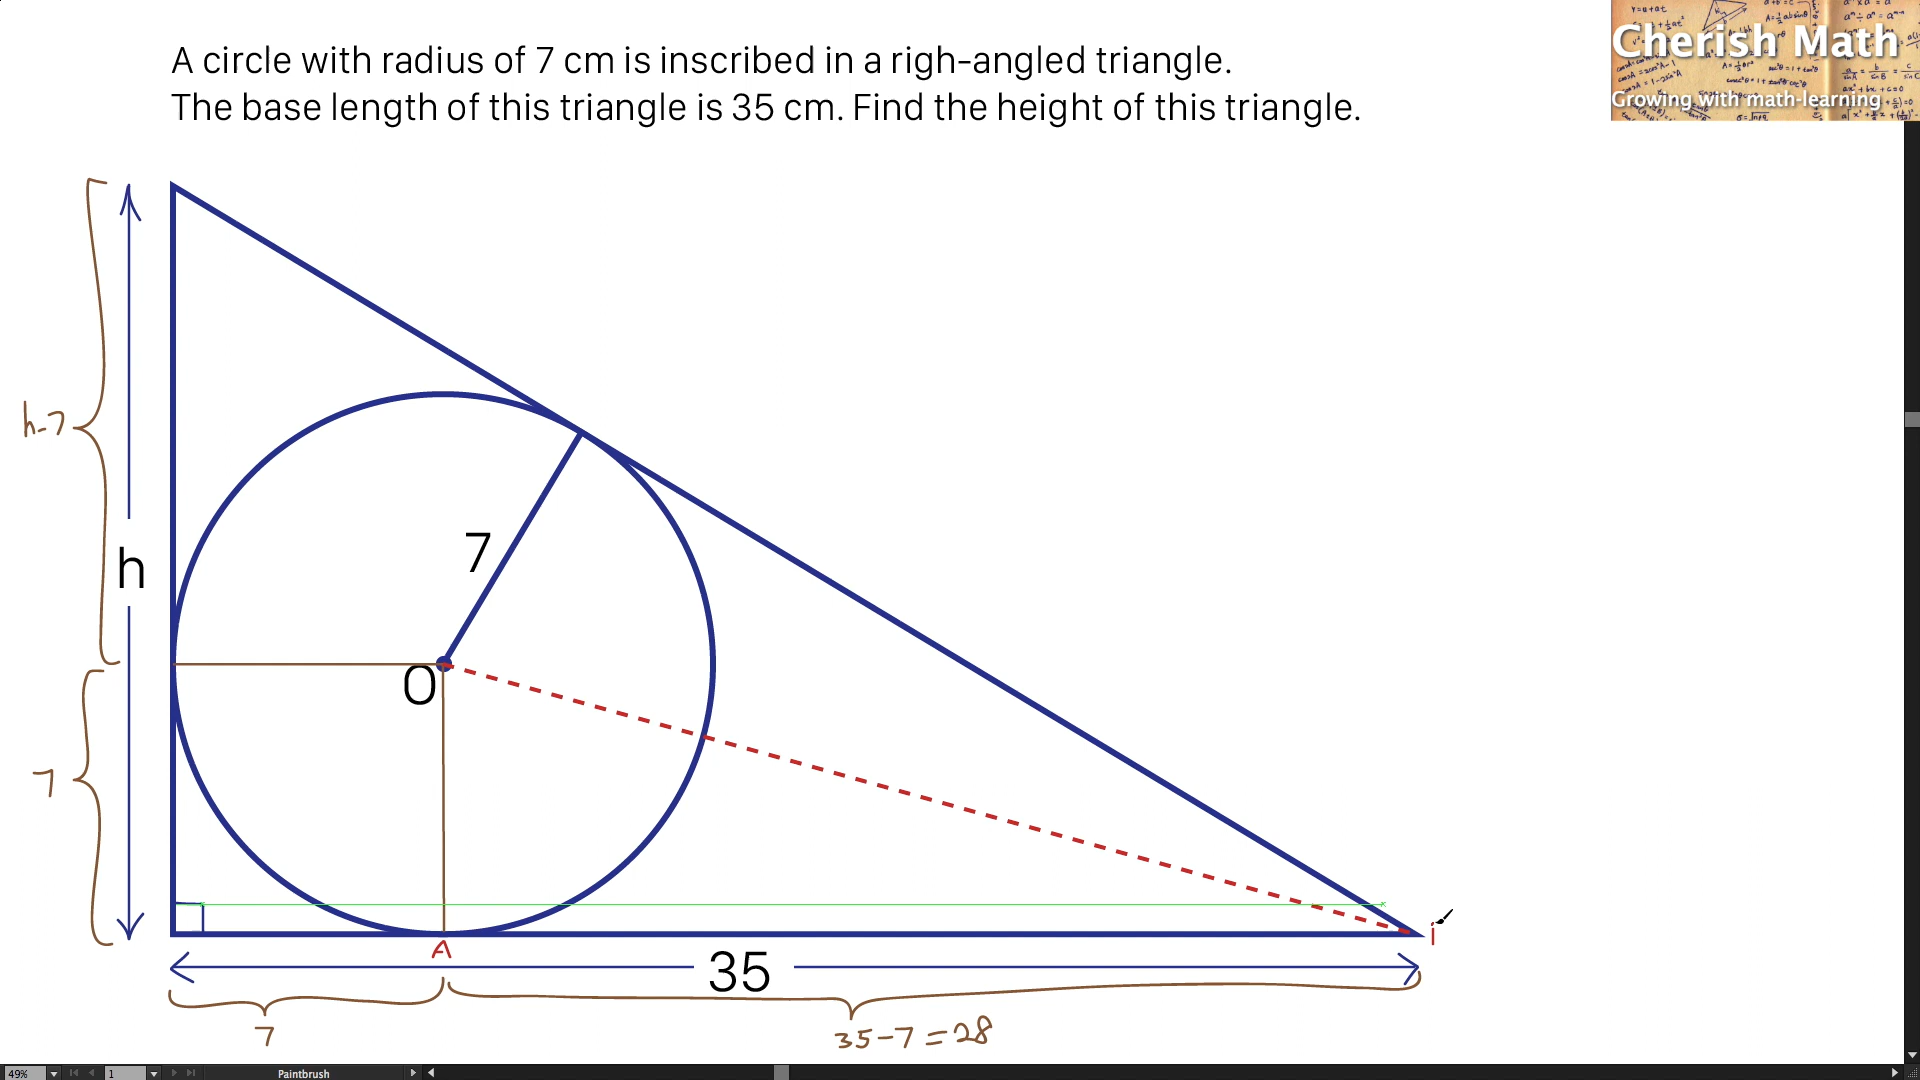 A circle with radius of 7 cm is inscribed in a righ-angled triangle.
The base length of this triangle is 35 cm. Find the height of this triangle.
Cherish Math
Growing with math-learning
h-7
h
7
O
7
A
35
7
35-7=28
49%
1
Paintbrush